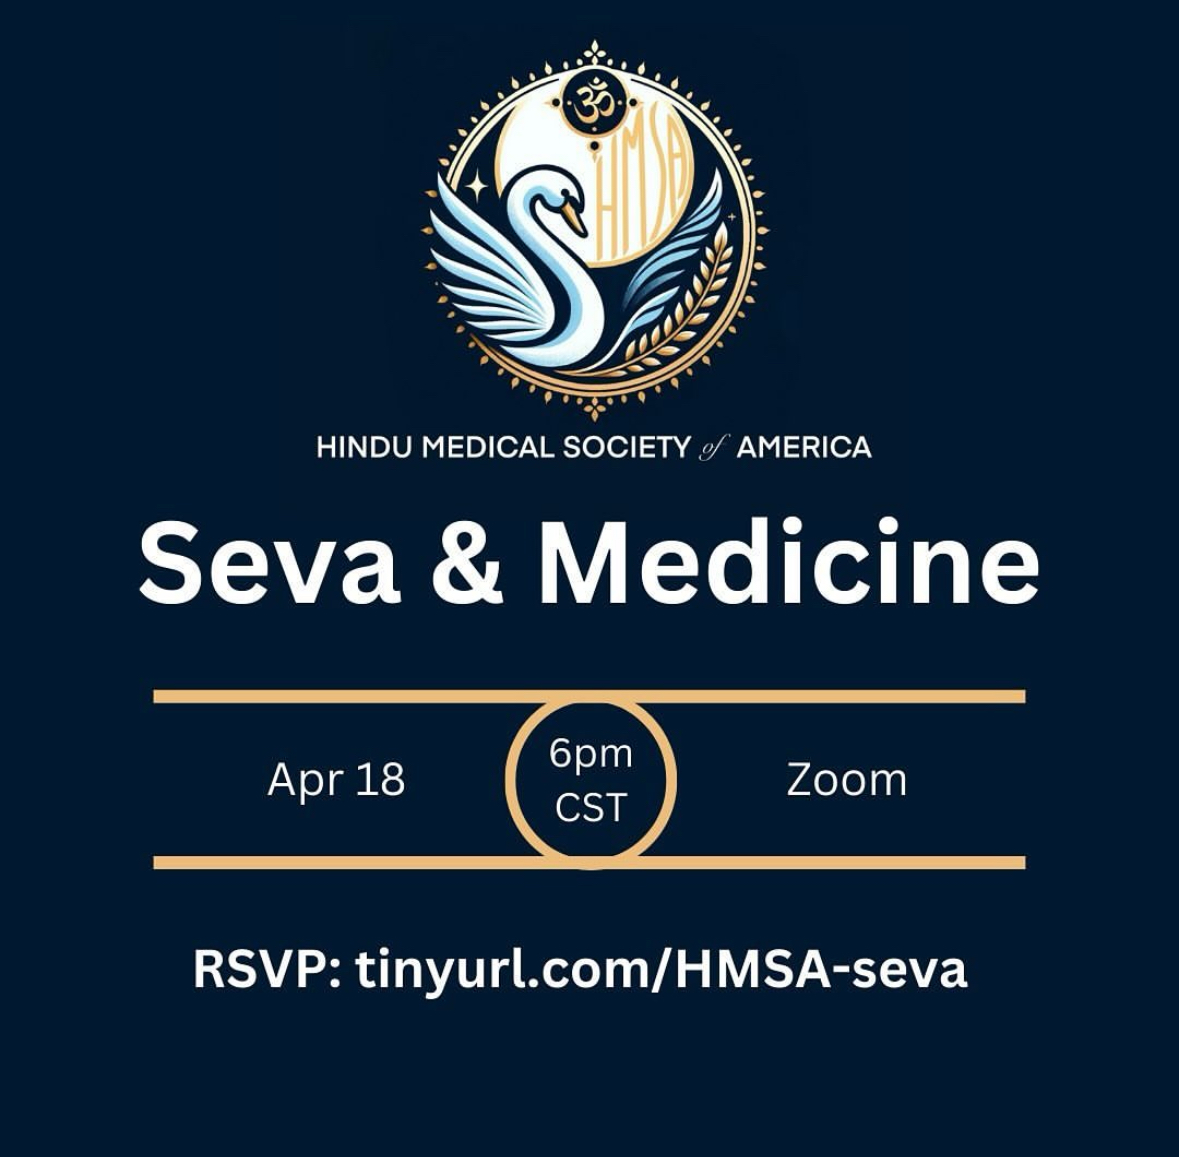 ॐ
HMSA
HINDU MEDICAL SOCIETY of AMERICA
Seva & Medicine
Apr 18
6pm
CST
Zoom
RSVP: tinyurl.com/HMSA-seva